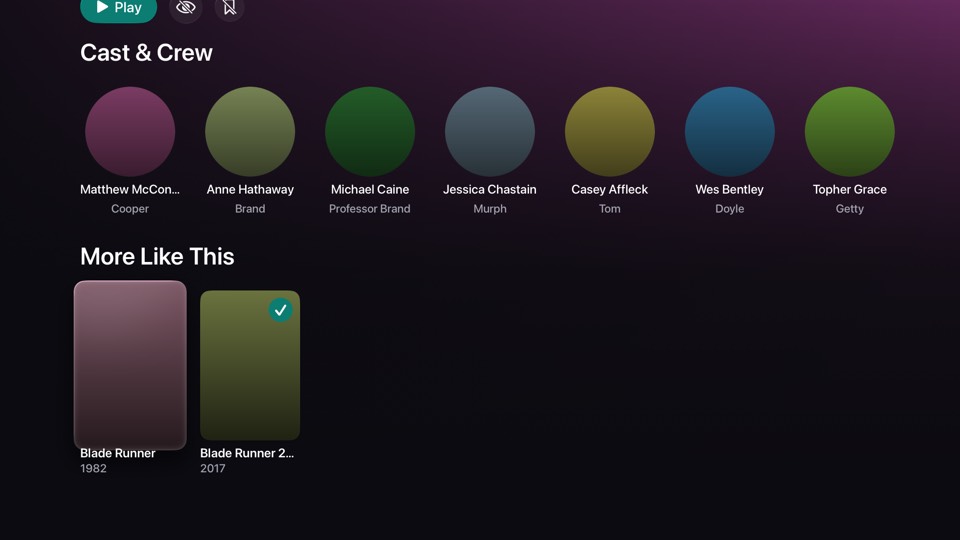 Play
Cast & Crew
Matthew McCon...
Anne Hathaway
Michael Caine
Jessica Chastain
Casey Affleck
Wes Bentley
Topher Grace
Cooper
Brand
Professor Brand
Murph
Tom
Doyle
Getty
More Like This
Blade Runner
Blade Runner 2...
1982
2017